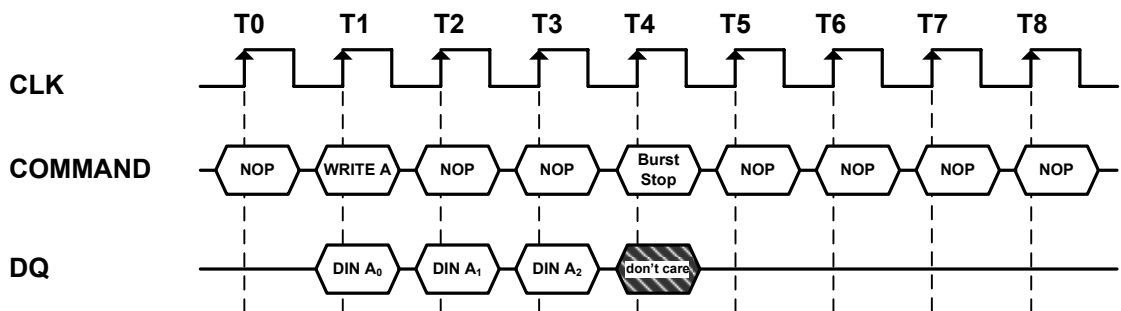 T0 T1 T2 T3 T4 T5 T6 T7 T8
CLK
COMMAND NOP WRITE A NOP NOP Burst Stop NOP NOP NOP NOP
DQ DIN A₀ DIN A₁ DIN A₂ don't care